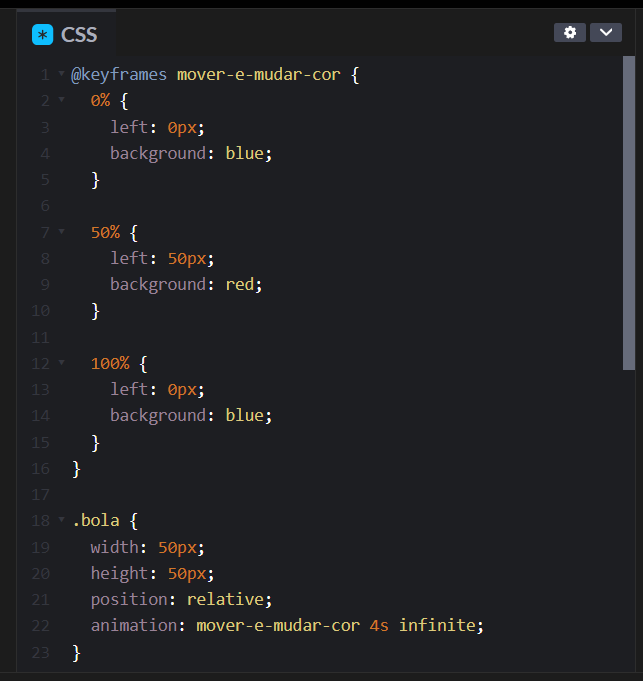 CSS
1 @keyframes mover-e-mudar-cor {
2 0% {
3 left: 0px;
4 background: blue;
5 }
6
7 50% {
8 left: 50px;
9 background: red;
10 }
11
12 100% {
13 left: 0px;
14 background: blue;
15 }
16 }
17
18 .bola {
19 width: 50px;
20 height: 50px;
21 position: relative;
22 animation: mover-e-mudar-cor 4s infinite;
23 }